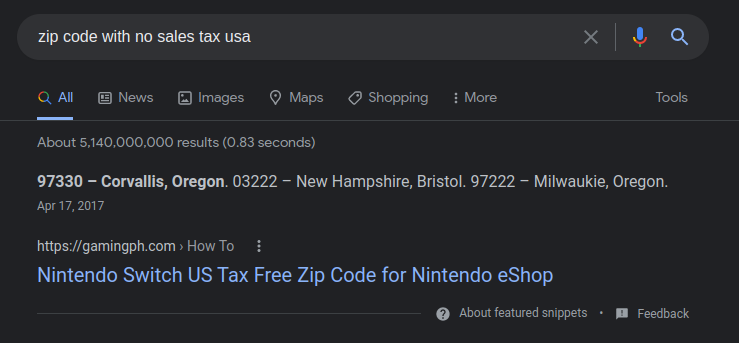 zip code with no sales tax usa
All News Images Maps Shopping More Tools
About 5,140,000,000 results (0.83 seconds)
97330 – Corvallis, Oregon. 03222 – New Hampshire, Bristol. 97222 – Milwaukie, Oregon.
Apr 17, 2017
https://gamingph.com › How To
Nintendo Switch US Tax Free Zip Code for Nintendo eShop
About featured snippets • Feedback